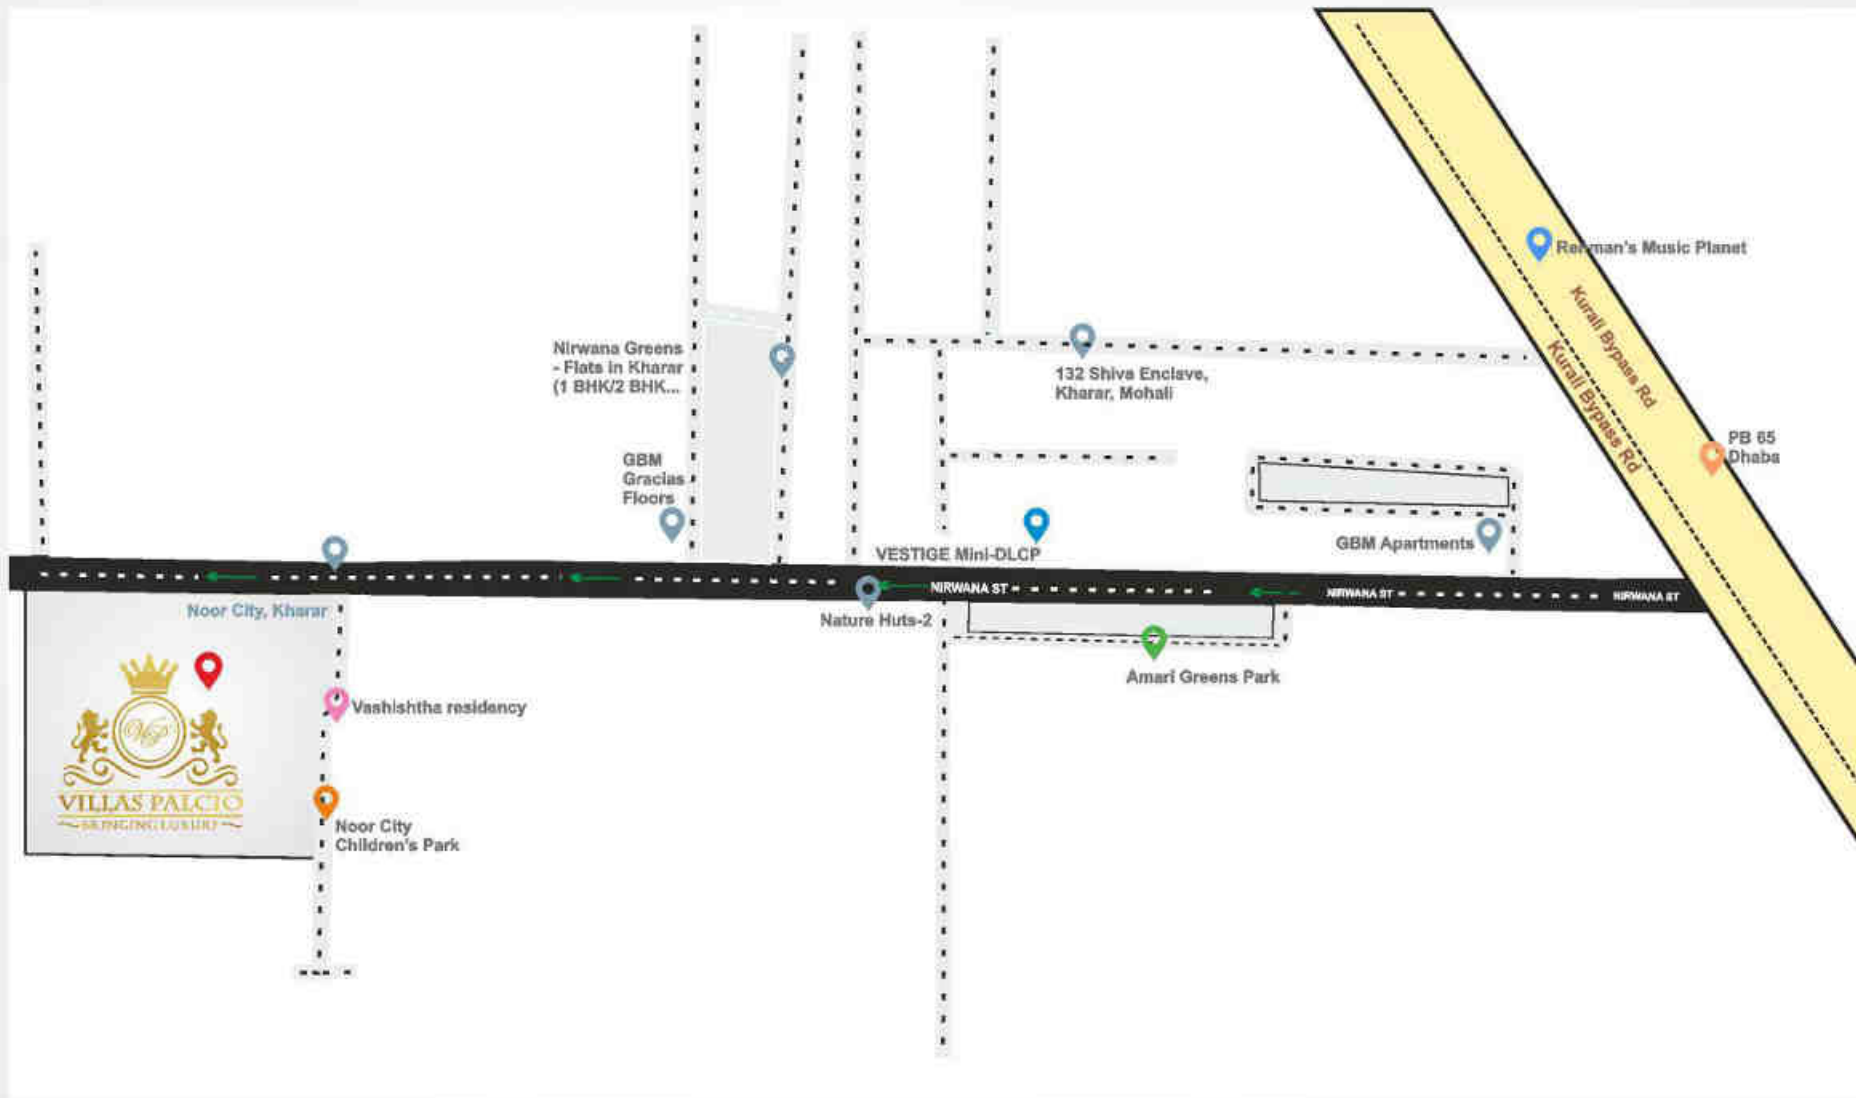 Renman's Music Planet
Kurali Bypass Rd
Kurali Bypass Rd
Nirwana Greens
- Flats in Kharar
(1 BHK/2 BHK...
132 Shiva Enclave,
Kharar, Mohali
PB 65
Dhaba
GBM
Gracias
Floors
GBM Apartments
VESTIGE Mini-DLCP
NIRWANA ST
NIRWANA ST
NIRWANA ST
Noor City, Kharar
Nature Huts-2
Amari Greens Park
Vashishtha residency
VP
VILLAS PALCIO
BRINGING LUXURY
Noor City
Children's Park